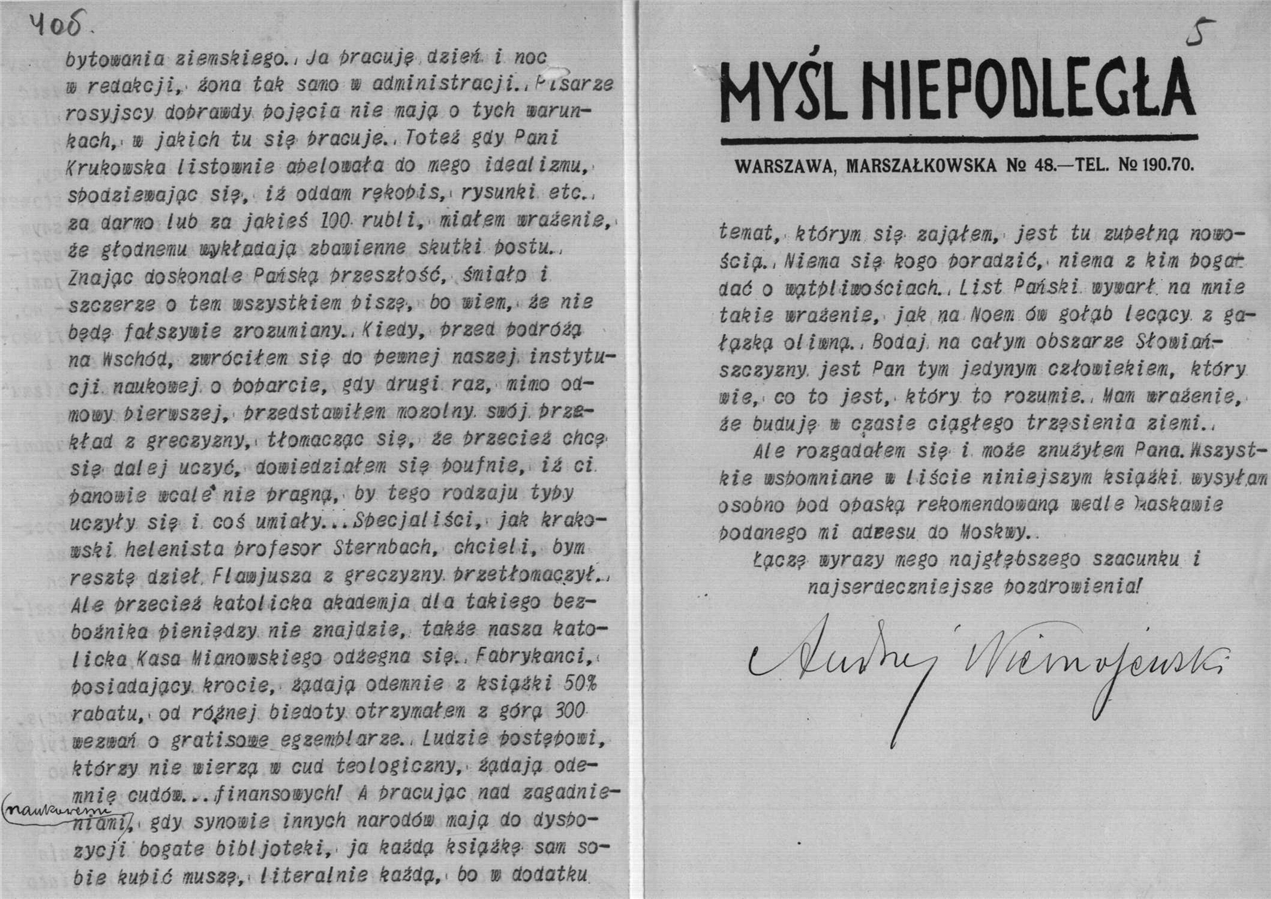 406.
bytowania ziemskiego., Ja pracuję dzień i noc
w redakcji, żona tak samo w administracji., Pisarze
rosyjscy doprawdy pojęcia nie mają o tych warun-
kach, w jakich tu się pracuje., Toteż gdy Pani
Krukowska listownie apelowała do mego idealizmu,
spodziewając się, iż oddam rękopis, rysunki etc.,
za darmo lub za jakieś 100 rubli, miałem wrażenie,
że głodnemu wykładają zbawienne skutki postu.,
Znając doskonale Pańską przeszłość, śmiało i
szczerze o tem wszystkiem piszę, bo wiem, że nie
będę fałszywie zrozumiany., Kiedy, przed podróżą
na Wschód, zwróciłem się do pewnej naszej instytu-
cji naukowej o poparcie, gdy drugi raz, mimo od-
mowy pierwszej, przedstawiłem mozolny swój prze-
kład z greczyzny, tłomacząc się, że przecież chcę
się dalej uczyć, dowiedziałem się poufnie, iż ci
panowie wcale nie pragną, by tego rodzaju typy
uczyły się i coś umiały... Specjaliści, jak krako-
wski helenista profesor Sternbach, chcieli, bym
resztę dzieł Flawjusza z greczyzny przetłomaczył.,
Ale przecież katolicka akademja dla takiego bez-
bożnika pieniędzy nie znajdzie, także nasza kato-
licka Kasa Mianowskiego odżegna się., Fabrykanci,
posiadający krocie, żądają odemnie z książki 50%
rabatu, od różnej biedoty otrzymałem z górą 300
wezwań o gratisowe egzemplarze., Ludzie postępowi,
którzy nie wierzą w cud teologiczny, żądają ode-
mnię cudów... finansowych! A pracując nad zagadnie-
(naukowemi) niami, gdy synowie innych narodów mają do dyspo-
zycji bogate bibljoteki, ja każdą książkę sam so-
bie kupić muszę, literalnie każdą, bo w dodatku
5
MYŚL NIEPODLEGŁA
WARSZAWA, MARSZAŁKOWSKA № 48.—TEL. № 190.70.
temat, którym się zająłem, jest tu zupełną nowo-
ścią., Niema się kogo poradzić, niema z kim poga-
dać o wątpliwościach., List Pański wywarł na mnie
takie wrażenie, jak na Noem ów gołąb lecący z ga-
łązką oliwną., Bodaj na całym obszarze Słowiań-
szczyzny jest Pan tym jedynym człowiekiem, który
wie, co to jest, który to rozumie., Mam wrażenie,
że buduję w czasie ciągłego trzęsienia ziemi.,
Ale rozgadałem się i może znużyłem Pana. Wszyst-
kie wspomniane w liście niniejszym książki wysyłam
osobno pod opaską rekomendowaną wedle łaskawie
podanego mi adresu do Moskwy..
Łączę wyrazy mego najgłębszego szacunku i
najserdeczniejsze pozdrowienia!
Andrzej Niemojewski